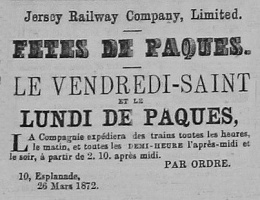 Jersey Railway Company, Limited.
FETES DE PAQUES.
LE VENDREDI-SAINT
ET LE
LUNDI DE PAQUES,
LA Compagnie expédiera des trains toutes les heures,
le matin, et toutes les DEMI-HEURE l'après-midi et
le soir, à partir de 2. 10. après midi.
PAR ORDRE.
10, Esplanade,
26 Mars 1872.